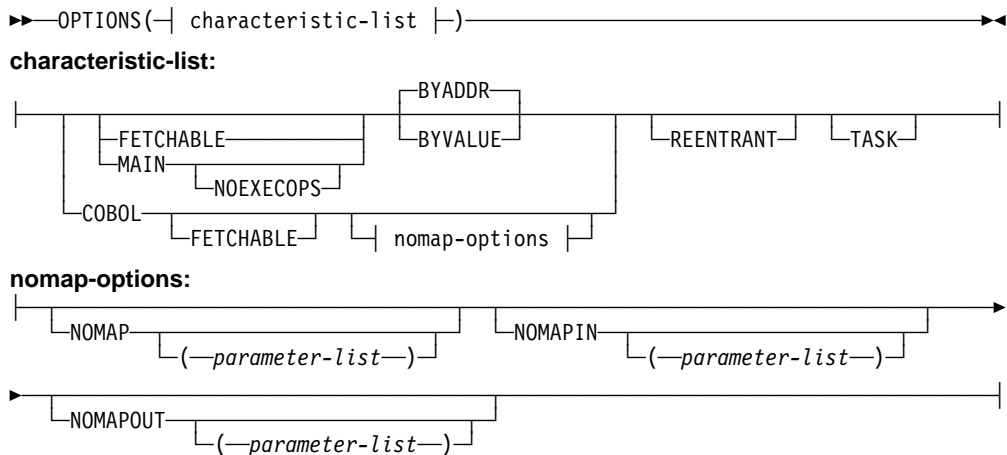 OPTIONS( characteristic-list )
characteristic-list:
BYADDR
FETCHABLE BYVALUE REENTRANT TASK
MAIN
NOEXECOPS
COBOL
FETCHABLE nomap-options
nomap-options:
NOMAP NOMAPIN
(parameter-list) (parameter-list)
NOMAPOUT
(parameter-list)